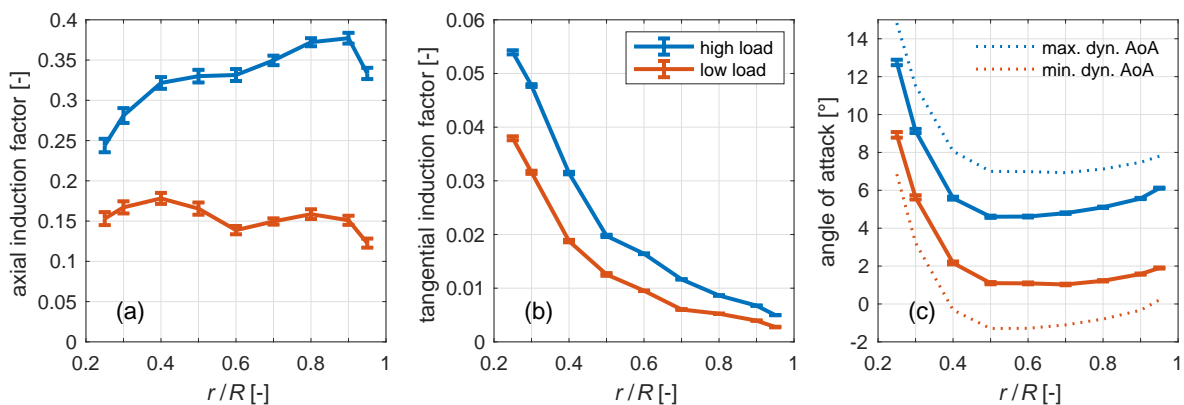 axial induction factor [-]
0.4
0.35
0.3
0.25
0.2
0.15
0.1
0.05
0
(a)
0.2 0.4 0.6 0.8 1
r / R [-]
tangential induction factor [-]
0.06
0.05
0.04
0.03
0.02
0.01
0
high load
low load
(b)
0.2 0.4 0.6 0.8 1
r / R [-]
angle of attack [°]
14
12
10
8
6
4
2
0
-2
max. dyn. AoA
min. dyn. AoA
(c)
0.2 0.4 0.6 0.8 1
r / R [-]